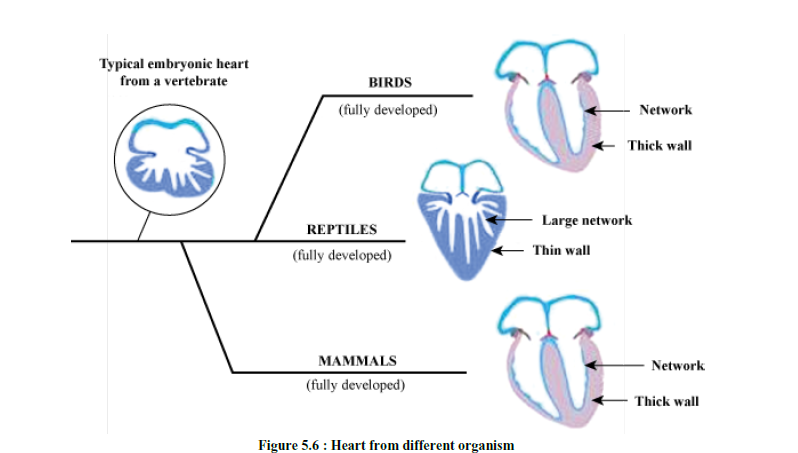 Typical embryonic heart
from a vertebrate
BIRDS
(fully developed)
Network
Thick wall
REPTILES
(fully developed)
Large network
Thin wall
MAMMALS
(fully developed)
Network
Thick wall
Figure 5.6 : Heart from different organism